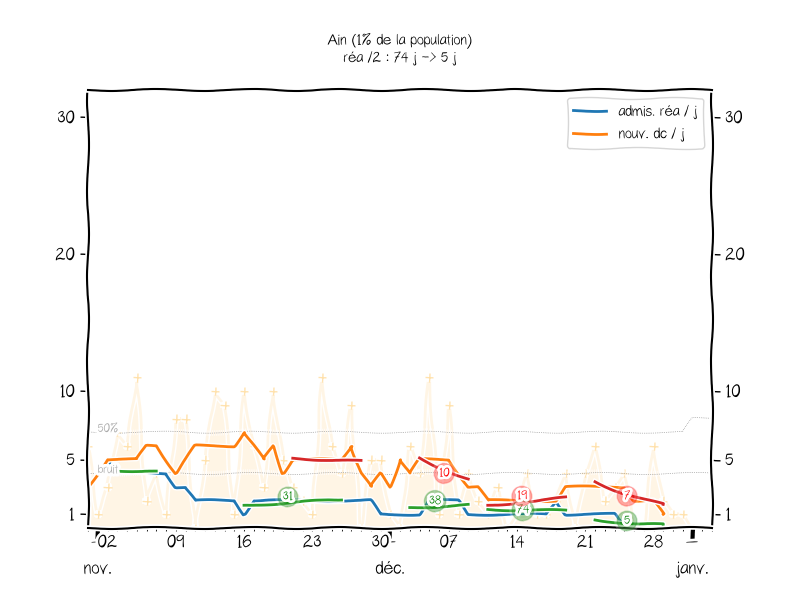 Ain (1% de la population)
réa /2 : 74 j -> 5 j
admis. réa / j
nouv. dc / j
30
30
20
20
10
10
50%
5
5
bruit
10
31
38
19
74
7
5
1
1
02 09 16 23 30 07 14 21 28
nov. déc. janv.